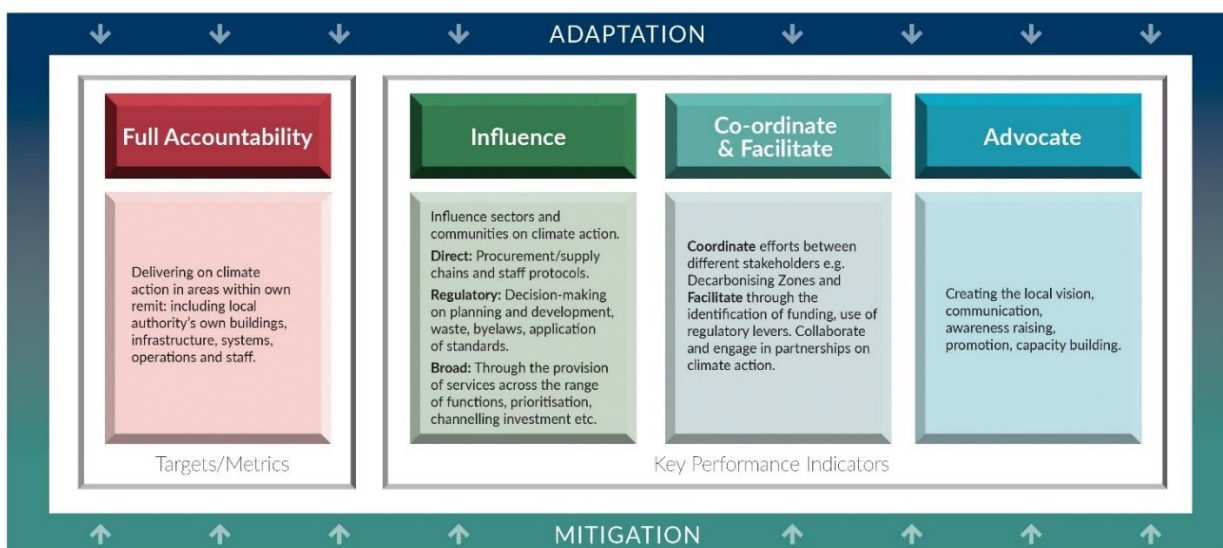 ADAPTATION
Full Accountability
Delivering on climate
action in areas within own
remit: including local
authority's own buildings,
infrastructure, systems,
operations and staff.
Targets/Metrics
Influence
Influence sectors and
communities on climate action.
Direct: Procurement/supply
chains and staff protocols.
Regulatory: Decision-making
on planning and development,
waste, byelaws, application
of standards.
Broad: Through the provision
of services across the range
of functions, prioritisation,
channelling investment etc.
Co-ordinate
& Facilitate
Coordinate efforts between
different stakeholders e.g.
Decarbonising Zones and
Facilitate through the
identification of funding, use of
regulatory levers. Collaborate
and engage in partnerships on
climate action.
Advocate
Creating the local vision,
communication,
awareness raising,
promotion, capacity building.
Key Performance Indicators
MITIGATION